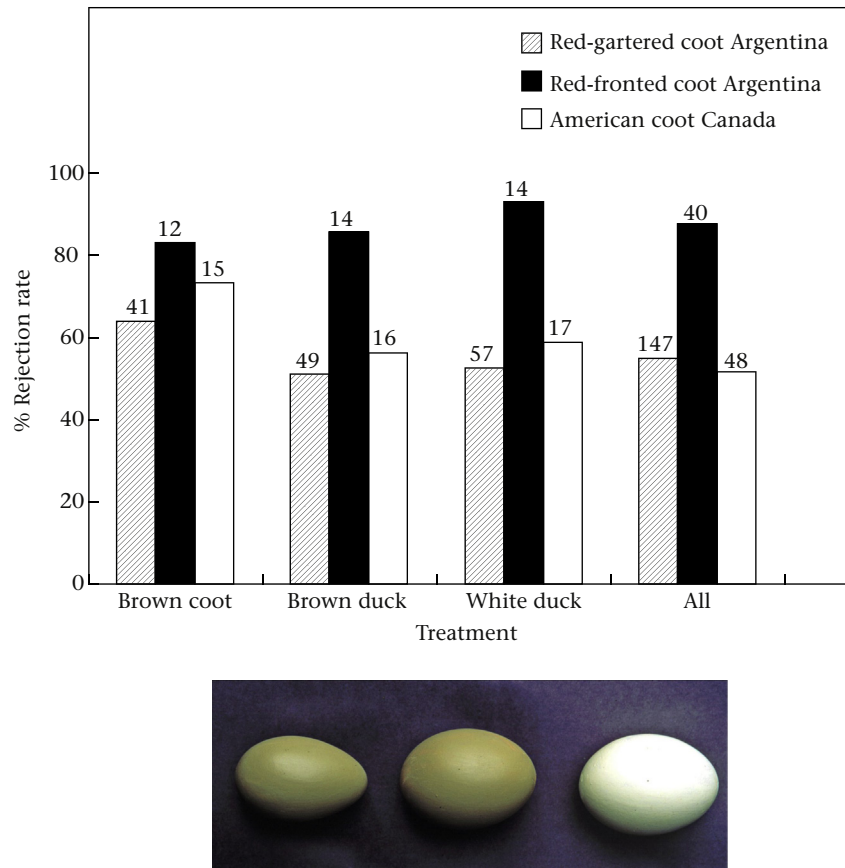 Red-gartered coot Argentina
Red-fronted coot Argentina
American coot Canada
% Rejection rate
100
80
60
40
20
0
41
12
15
49
14
16
57
14
17
147
40
48
Brown coot
Brown duck
White duck
All
Treatment